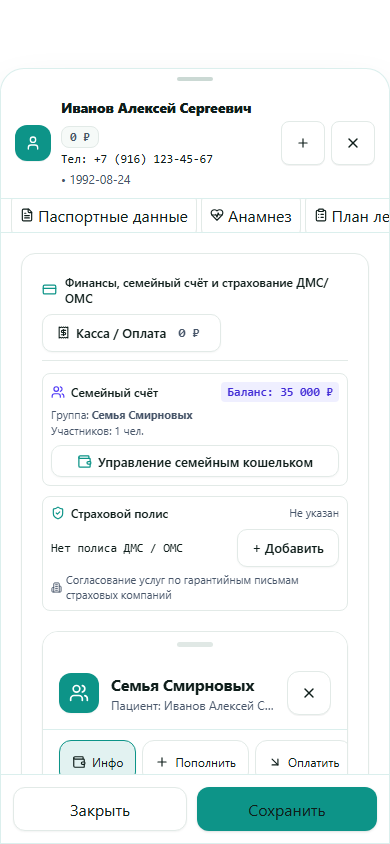 Иванов Алексей Сергеевич
0 ₽
Тел: +7 (916) 123-45-67
• 1992-08-24
Паспортные данные
Анамнез
План ле
Финансы, семейный счёт и страхование ДМС/
ОМС
Касса / Оплата 0 ₽
Семейный счёт
Баланс: 35 000 ₽
Группа: Семья Смирновых
Участников: 1 чел.
Управление семейным кошельком
Страховой полис
Не указан
Нет полиса ДМС / ОМС
+ Добавить
Согласование услуг по гарантийным письмам
страховых компаний
Семья Смирновых
Пациент: Иванов Алексей С...
Инфо
Пополнить
Оплатить
Закрыть
Сохранить